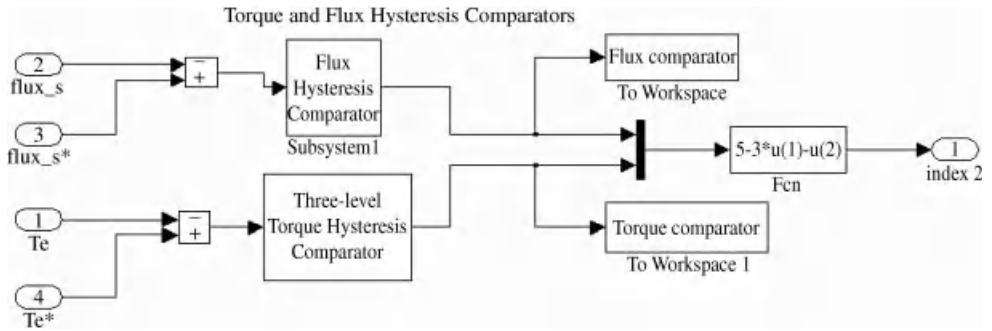 Torque and Flux Hysteresis Comparators
2
flux_s
3
flux_s*
−
+
Flux
Hysteresis
Comparator
Subsystem1
Flux comparator
To Workspace
5-3*u(1)-u(2)
Fcn
1
index 2
1
Te
4
Te*
−
+
Three-level
Torque Hysteresis
Comparator
Torque comparator
To Workspace 1